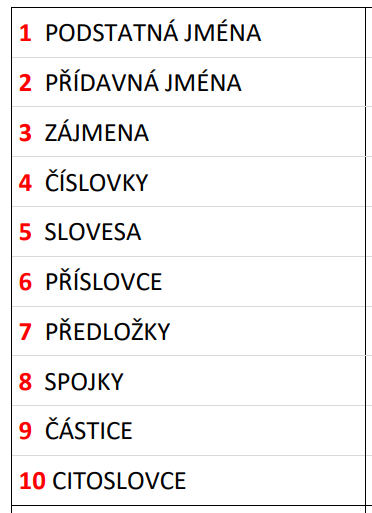 1 PODSTATNÁ JMÉNA
2 PŘÍDAVNÁ JMÉNA
3 ZÁJMENA
4 ČÍSLOVKY
5 SLOVESA
6 PŘÍSLOVCE
7 PŘEDLOŽKY
8 SPOJKY
9 ČÁSTICE
10 CITOSLOVCE